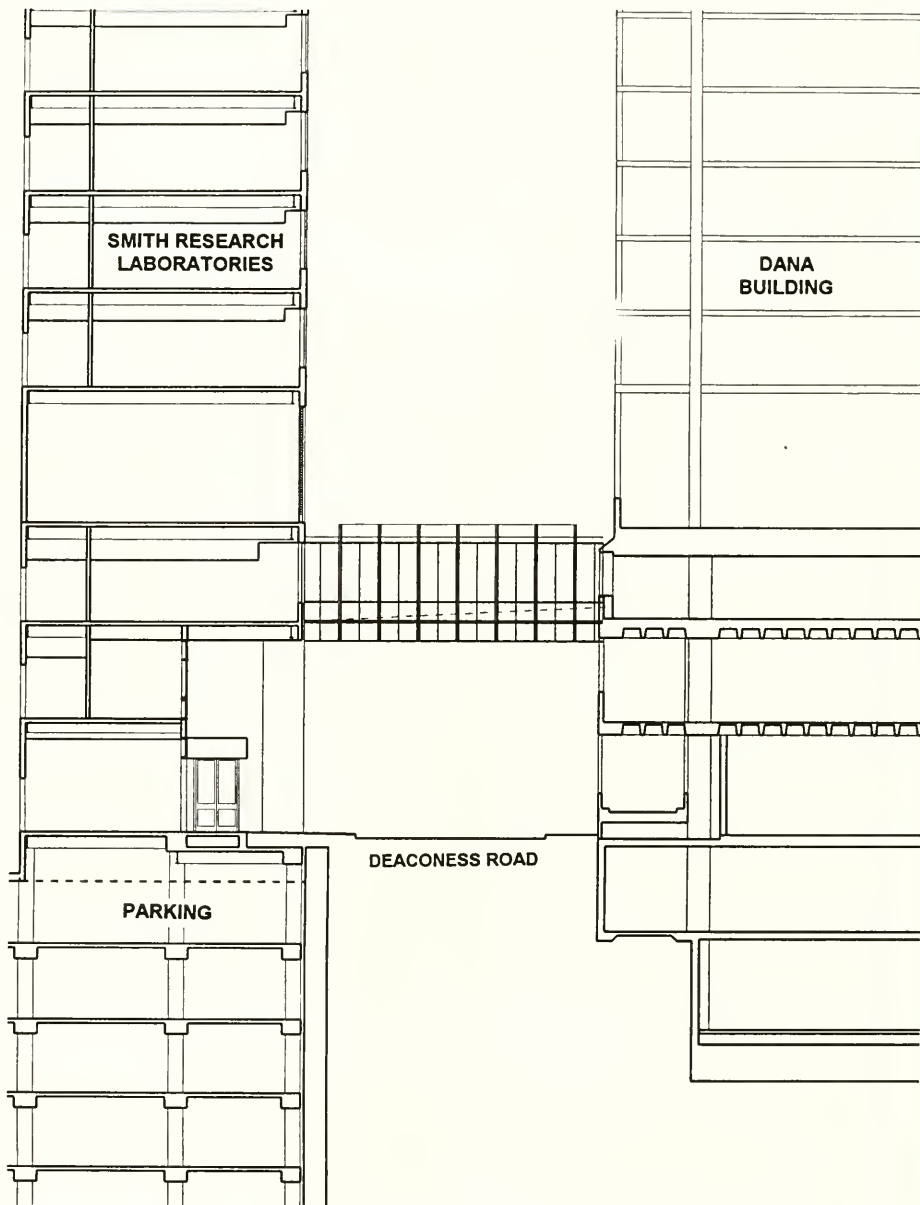 SMITH RESEARCH
LABORATORIES
DANA
BUILDING
DEACONESS ROAD
PARKING